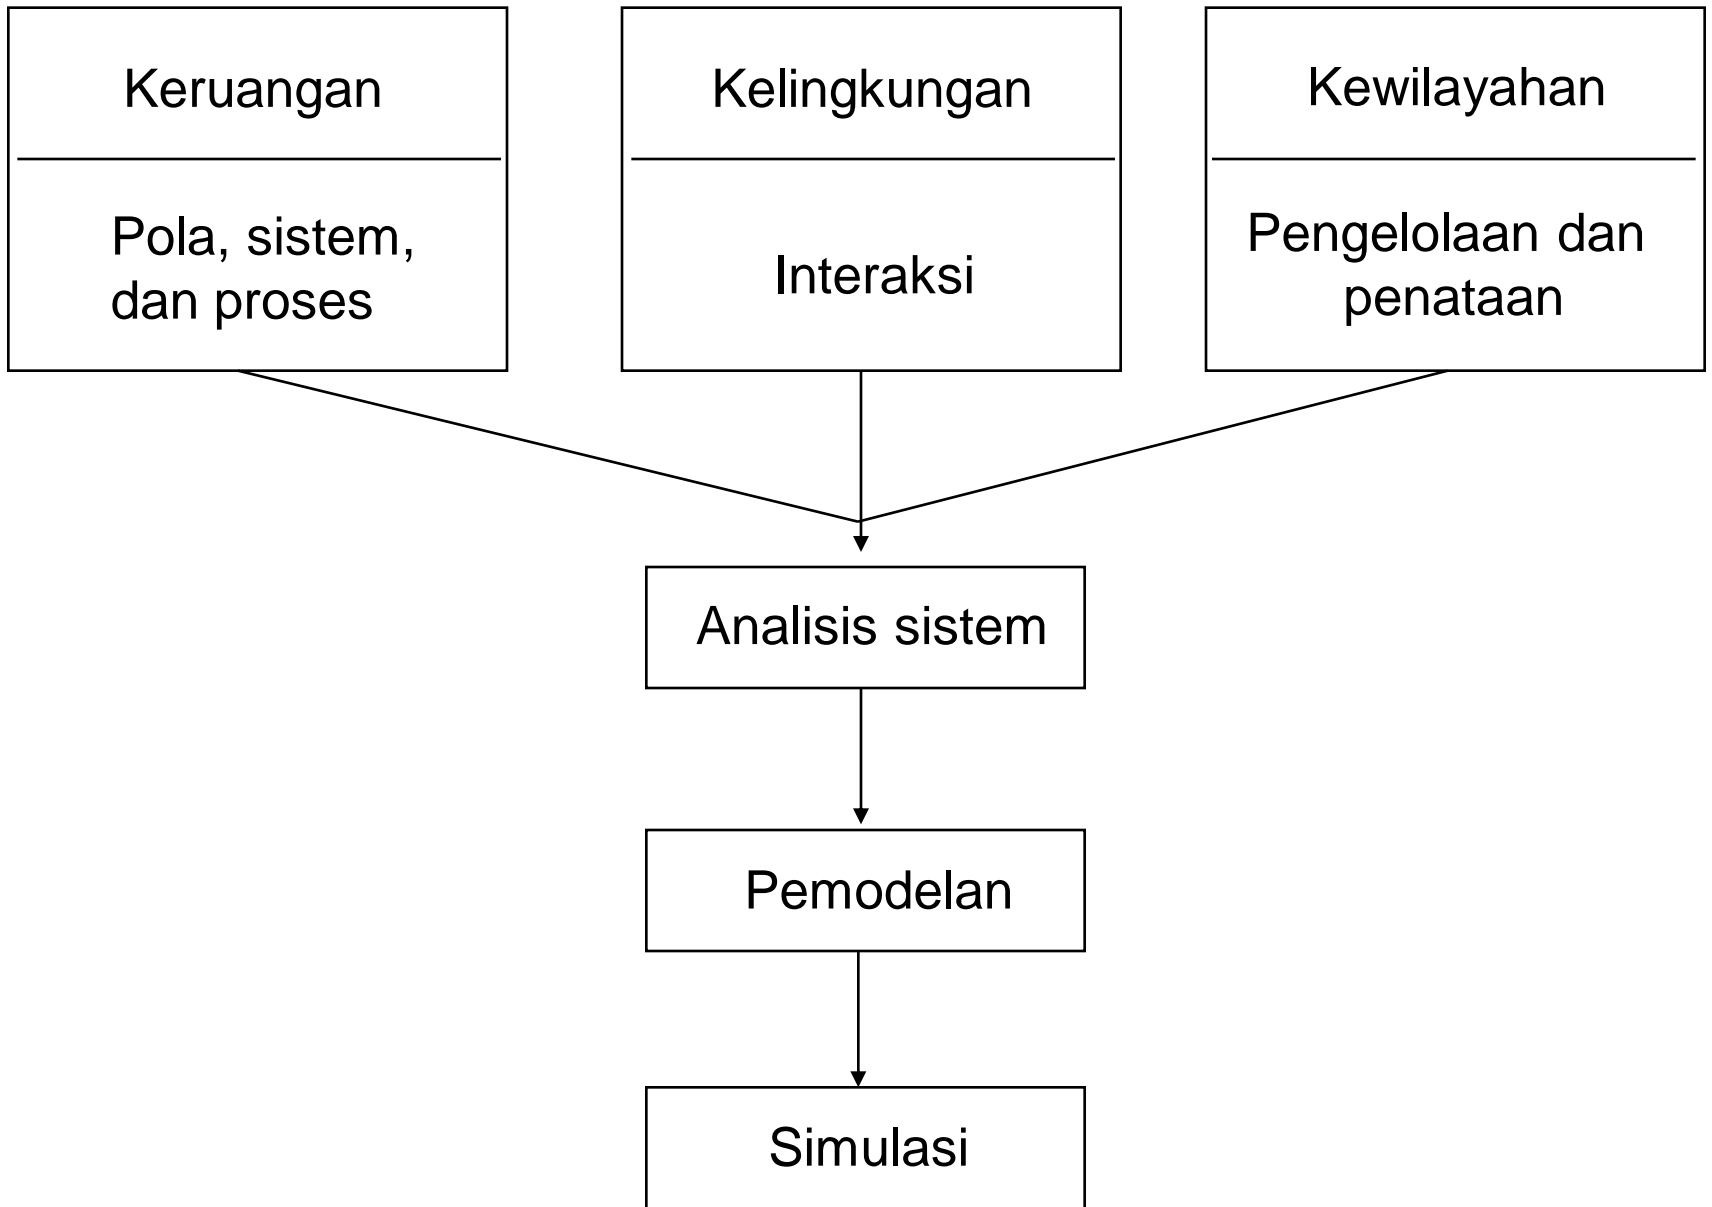 Keruangan
Pola, sistem,
dan proses
Kelingkungan
Interaksi
Kewilayahan
Pengelolaan dan
penataan
Analisis sistem
Pemodelan
Simulasi